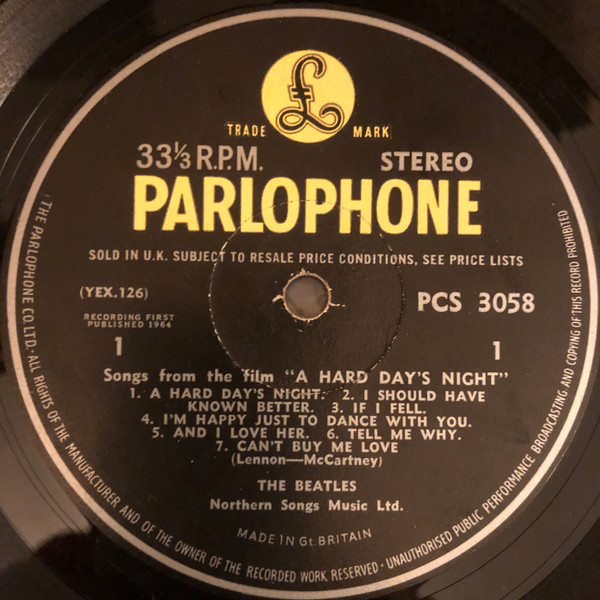 £
TRADE MARK
33⅓ R.P.M. STEREO
PARLOPHONE
SOLD IN U.K. SUBJECT TO RESALE PRICE CONDITIONS, SEE PRICE LISTS
(YEX.126) PCS 3058
RECORDING FIRST
PUBLISHED 1964
1 1
Songs from the film "A HARD DAY'S NIGHT"
1. A HARD DAY'S NIGHT. 2. I SHOULD HAVE
KNOWN BETTER. 3. IF I FELL.
4. I'M HAPPY JUST TO DANCE WITH YOU.
5. AND I LOVE HER. 6. TELL ME WHY.
7. CAN'T BUY ME LOVE
(Lennon—McCartney)
THE BEATLES
Northern Songs Music Ltd.
MADE IN Gt. BRITAIN
THE PARLOPHONE CO. LTD. · ALL RIGHTS OF THE MANUFACTURER AND OF THE OWNER OF THE RECORDED WORK RESERVED · UNAUTHORISED PUBLIC PERFORMANCE BROADCASTING AND COPYING OF THIS RECORD PROHIBITED